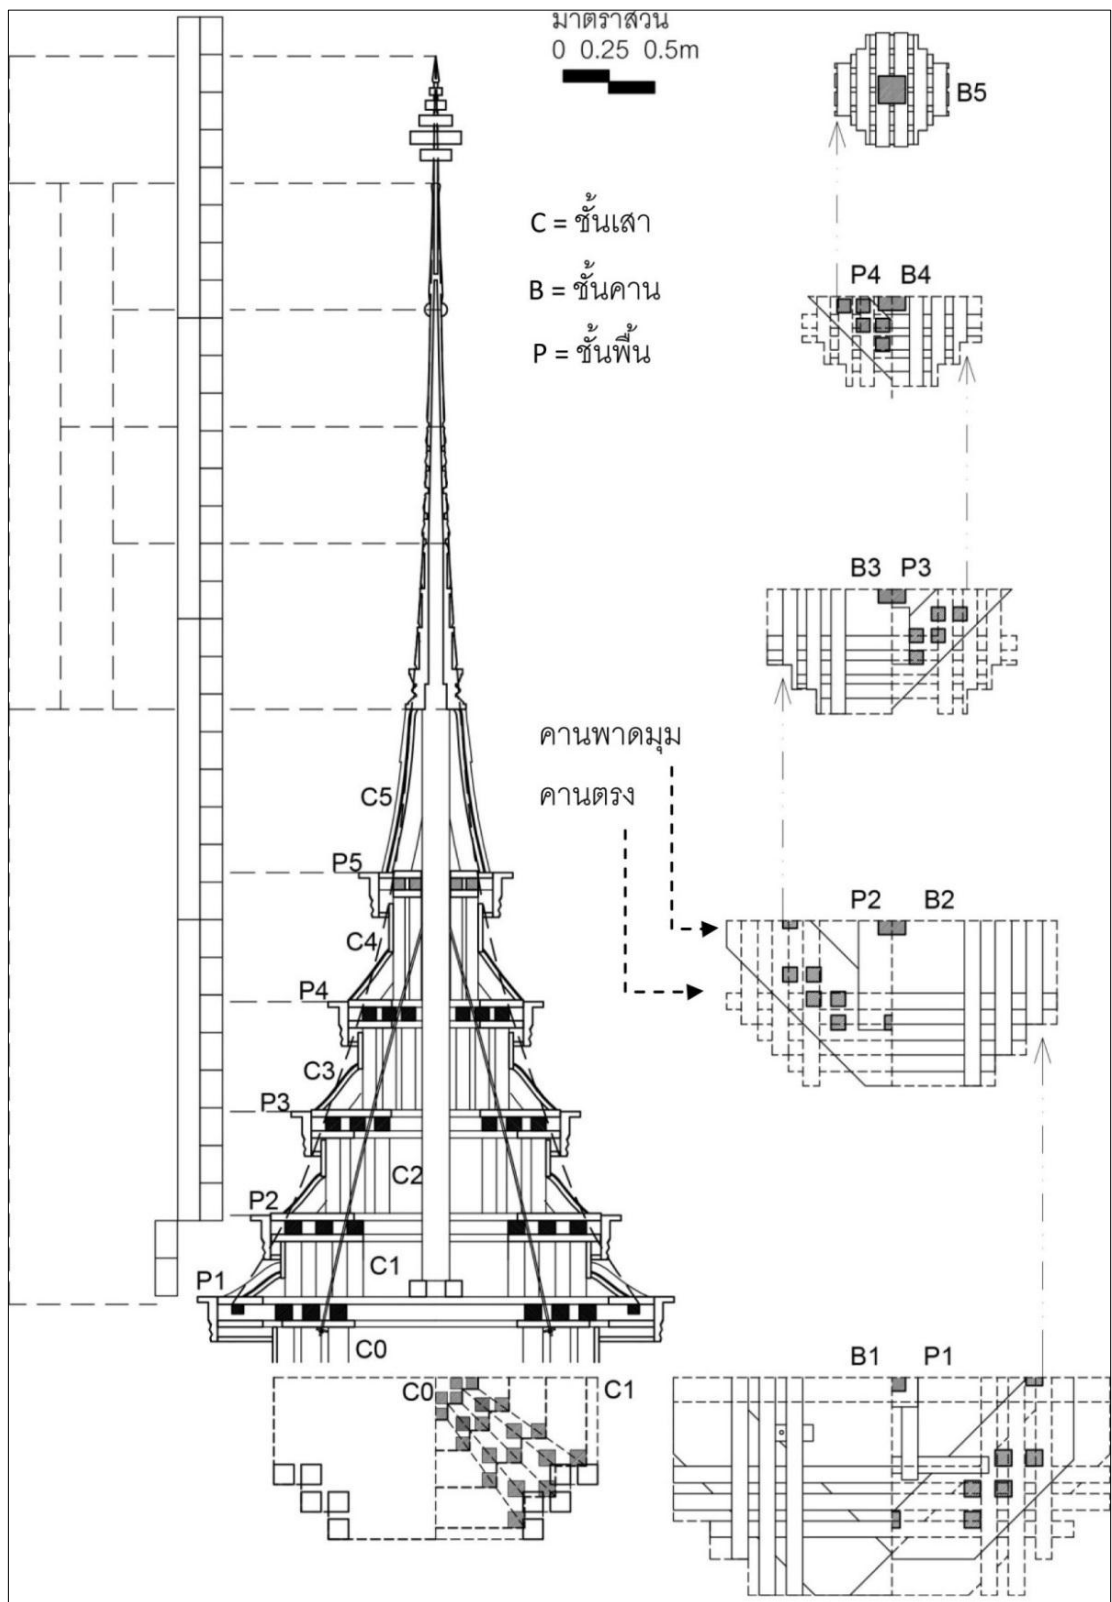 มาตราส่วน
0 0.25 0.5m
B5
C = ชั้นเสา
P4 B4
B = ชั้นคาน
P = ชั้นพื้น
B3 P3
คานพาดมุม
คานตรง
C5
P5
P2 B2
C4
P4
C3
P3
C2
P2
C1
P1
C0
B1 P1
C0 C1